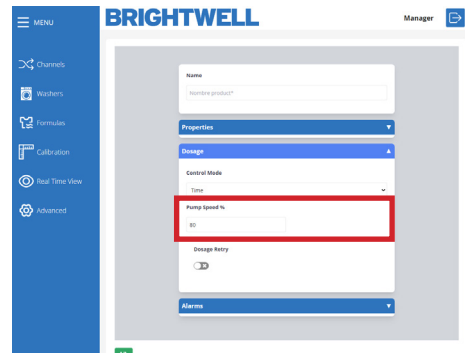 MENU
BRIGHTWELL
Manager
Channels
Washers
Formulas
Calibration
Real Time View
Advanced
Name
Nombre product*
Properties
Dosage
Control Mode
Time
Pump Speed %
80
Dosage Retry
Alarms